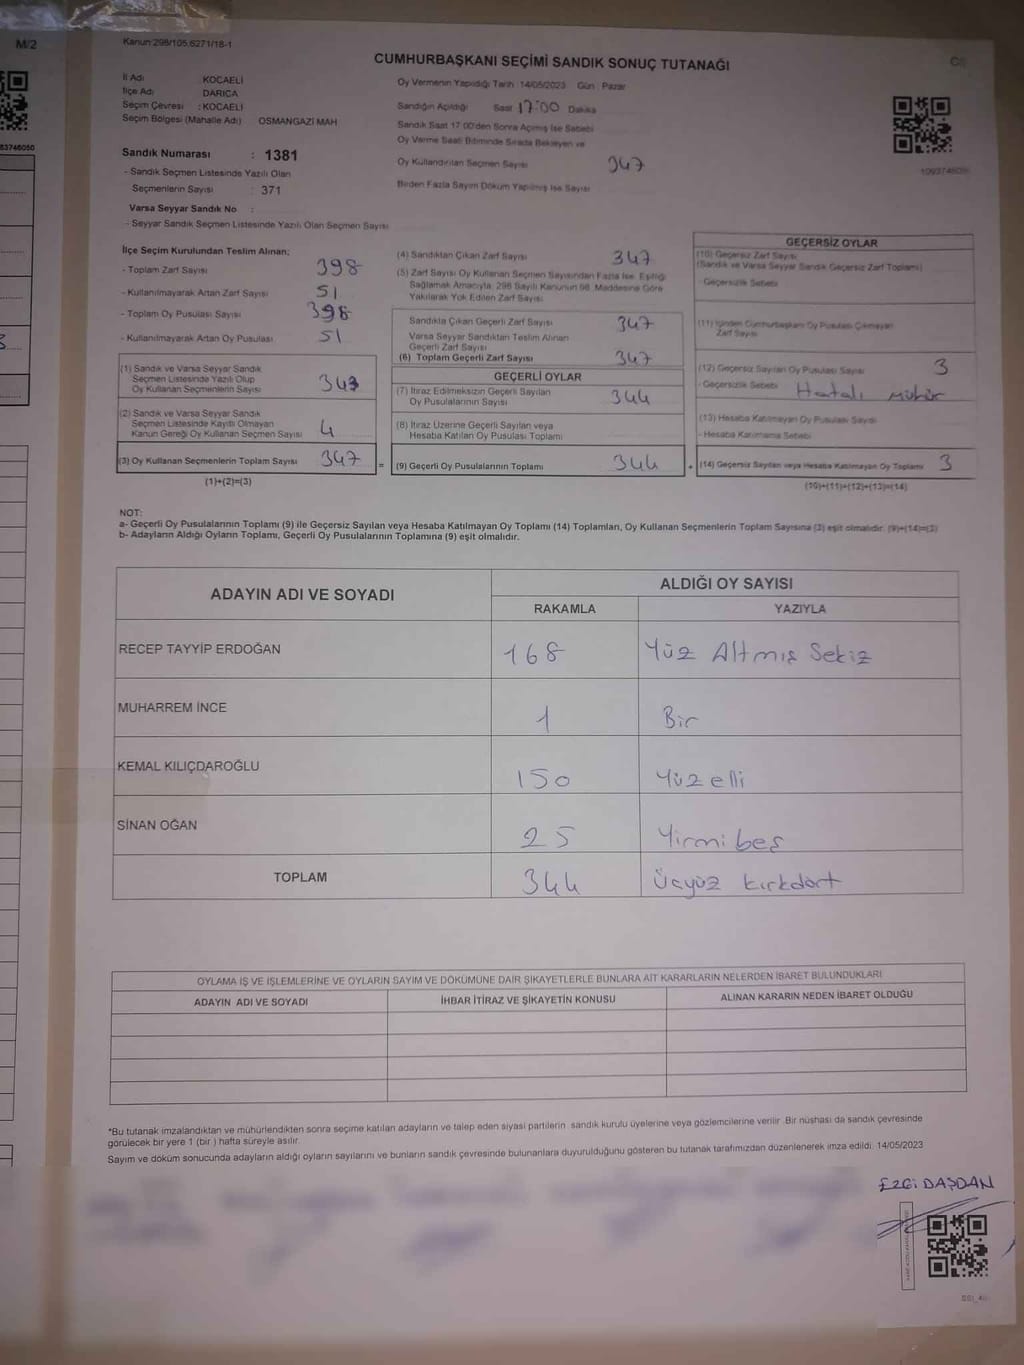 M/2
63746050
Kanun:298/105,6271/18-1
CUMHURBAŞKANI SEÇİMİ SANDIK SONUÇ TUTANAĞI
İl Adı KOCAELİ
İlçe Adı DARICA
Seçim Çevresi : KOCAELİ
Seçim Bölgesi (Mahalle Adı) OSMANGAZİ MAH
Sandık Numarası : 1381
- Sandık Seçmen Listesinde Yazılı Olan
Seçmenlerin Sayısı : 371
Varsa Seyyar Sandık No :
- Seyyar Sandık Seçmen Listesinde Yazılı Olan Seçmen Sayısı
Oy Vermenin Yapıldığı Tarih 14/05/2023 Gün : Pazar
Sandığın Açıldığı Saat 17:00 Dakika
Sandık Saat 17.00'den Sonra Açılmış İse Sebebi
Oy Verme Saati Bitiminde Sırada Bekleyen ve
Oy Kullandırılan Seçmen Sayısı 347
Birden Fazla Sayım Döküm Yapılmış İse Sayısı
İlçe Seçim Kurulundan Teslim Alınan;
- Toplam Zarf Sayısı 398
- Kullanılmayarak Artan Zarf Sayısı 51
- Toplam Oy Pusulası Sayısı 398
- Kullanılmayarak Artan Oy Pusulası 51
(1) Sandık ve Varsa Seyyar Sandık
Seçmen Listesinde Yazılı Olup
Oy Kullanan Seçmenlerin Sayısı 343
(2) Sandık ve Varsa Seyyar Sandık
Seçmen Listesinde Kayıtlı Olmayan
Kanun Gereği Oy Kullanan Seçmen Sayısı 4
(3) Oy Kullanan Seçmenlerin Toplam Sayısı 347
(1)+(2)=(3)
(4) Sandıktan Çıkan Zarf Sayısı 347
(5) Zarf Sayısı Oy Kullanan Seçmen Sayısından Fazla İse, Eşitliği
Sağlamak Amacıyla, 298 Sayılı Kanunun 98. Maddesine Göre
Yakılarak Yok Edilen Zarf Sayısı
Sandıkta Çıkan Geçerli Zarf Sayısı 347
Varsa Seyyar Sandıktan Teslim Alınan
Geçerli Zarf Sayısı
(6) Toplam Geçerli Zarf Sayısı 347
GEÇERLİ OYLAR
(7) İtiraz Edilmeksizin Geçerli Sayılan
Oy Pusulalarının Sayısı 344
(8) İtiraz Üzerine Geçerli Sayılan veya
Hesaba Katılan Oy Pusulası Toplamı
= (9) Geçerli Oy Pusulalarının Toplamı 344
GEÇERSİZ OYLAR
(10) Geçersiz Zarf Sayısı
(Sandık ve Varsa Seyyar Sandık Geçersiz Zarf Toplamı)
- Geçersizlik Sebebi
(11) İçinden Cumhurbaşkanı Oy Pusulası Çıkmayan
Zarf Sayısı
(12) Geçersiz Sayılan Oy Pusulası Sayısı 3
- Geçersizlik Sebebi Hatalı mühür
(13) Hesaba Katılmayan Oy Pusulası Sayısı
- Hesaba Katılmama Sebebi
+ (14) Geçersiz Sayılan veya Hesaba Katılmayan Oy Toplamı 3
(10)+(11)+(12)+(13)=(14)
NOT:
a- Geçerli Oy Pusulalarının Toplamı (9) ile Geçersiz Sayılan veya Hesaba Katılmayan Oy Toplamı (14) Toplamları, Oy Kullanan Seçmenlerin Toplam Sayısına (3) eşit olmalıdır. (9)+(14)=(3)
b- Adayların Aldığı Oyların Toplamı, Geçerli Oy Pusulalarının Toplamına (9) eşit olmalıdır.
ADAYIN ADI VE SOYADI
ALDIĞI OY SAYISI
RAKAMLA YAZIYLA
RECEP TAYYİP ERDOĞAN 168 Yüz Altmış Sekiz
MUHARREM İNCE 1 Bir
KEMAL KILIÇDAROĞLU 150 Yüz elli
SİNAN OĞAN 25 Yirmi beş
TOPLAM 344 Üçyüz kırkdört
OYLAMA İŞ VE İŞLEMLERİNE VE OYLARIN SAYIM VE DÖKÜMÜNE DAİR ŞİKAYETLERLE BUNLARA AİT KARARLARIN NELERDEN İBARET BULUNDUKLARI
ADAYIN ADI VE SOYADI İHBAR İTİRAZ VE ŞİKAYETİN KONUSU ALINAN KARARIN NEDEN İBARET OLDUĞU
*Bu tutanak imzalandıktan ve mühürlendikten sonra seçime katılan adayların ve talep eden siyasi partilerin sandık kurulu üyelerine veya gözlemcilerine verilir. Bir nüshası da sandık çevresinde
görülecek bir yere 1 (bir ) hafta süreyle asılır.
Sayım ve döküm sonucunda adayların aldığı oyların sayılarını ve bunların sandık çevresinde bulunanlara duyurulduğunu gösteren bu tutanak tarafımızdan düzenlenerek imza edildi. 14/05/2023
EZGİ DAŞDAN